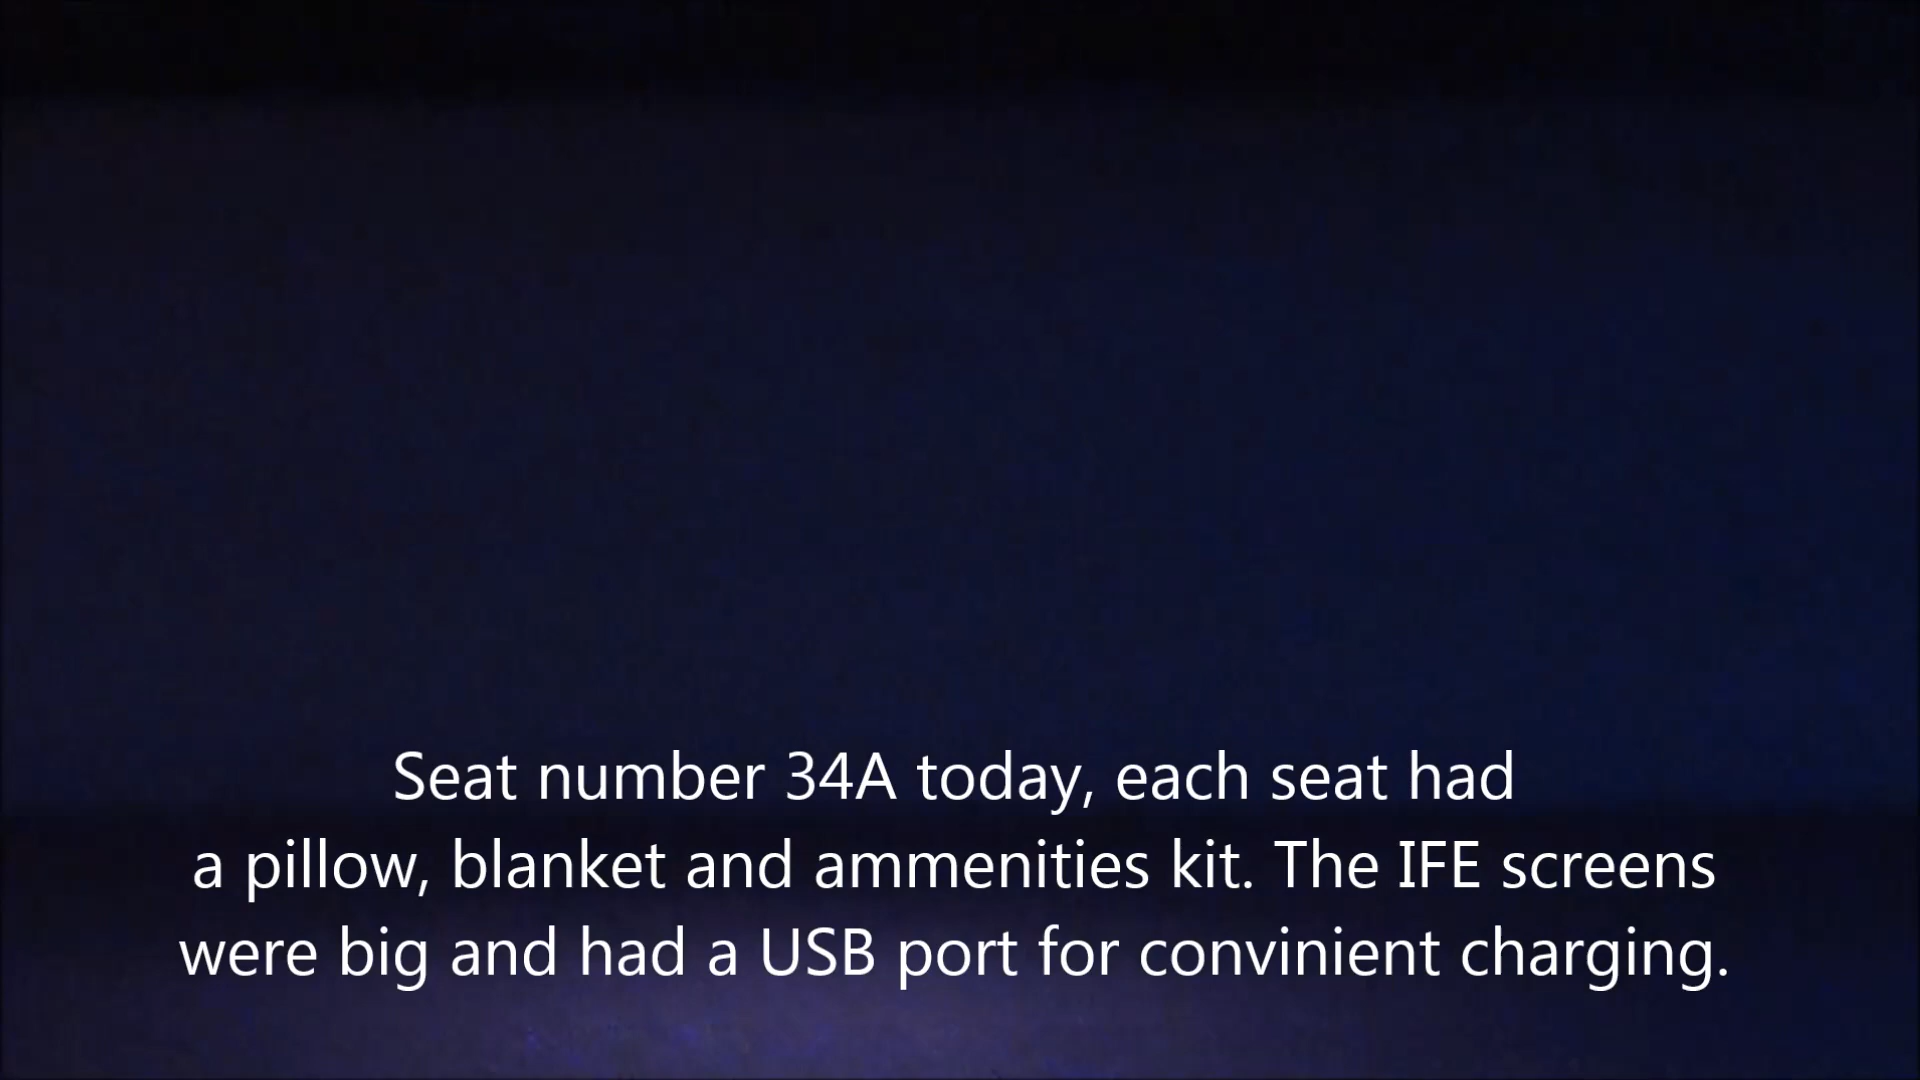 Seat number 34A today, each seat had
a pillow, blanket and ammenities kit. The IFE screens
were big and had a USB port for convinient charging.